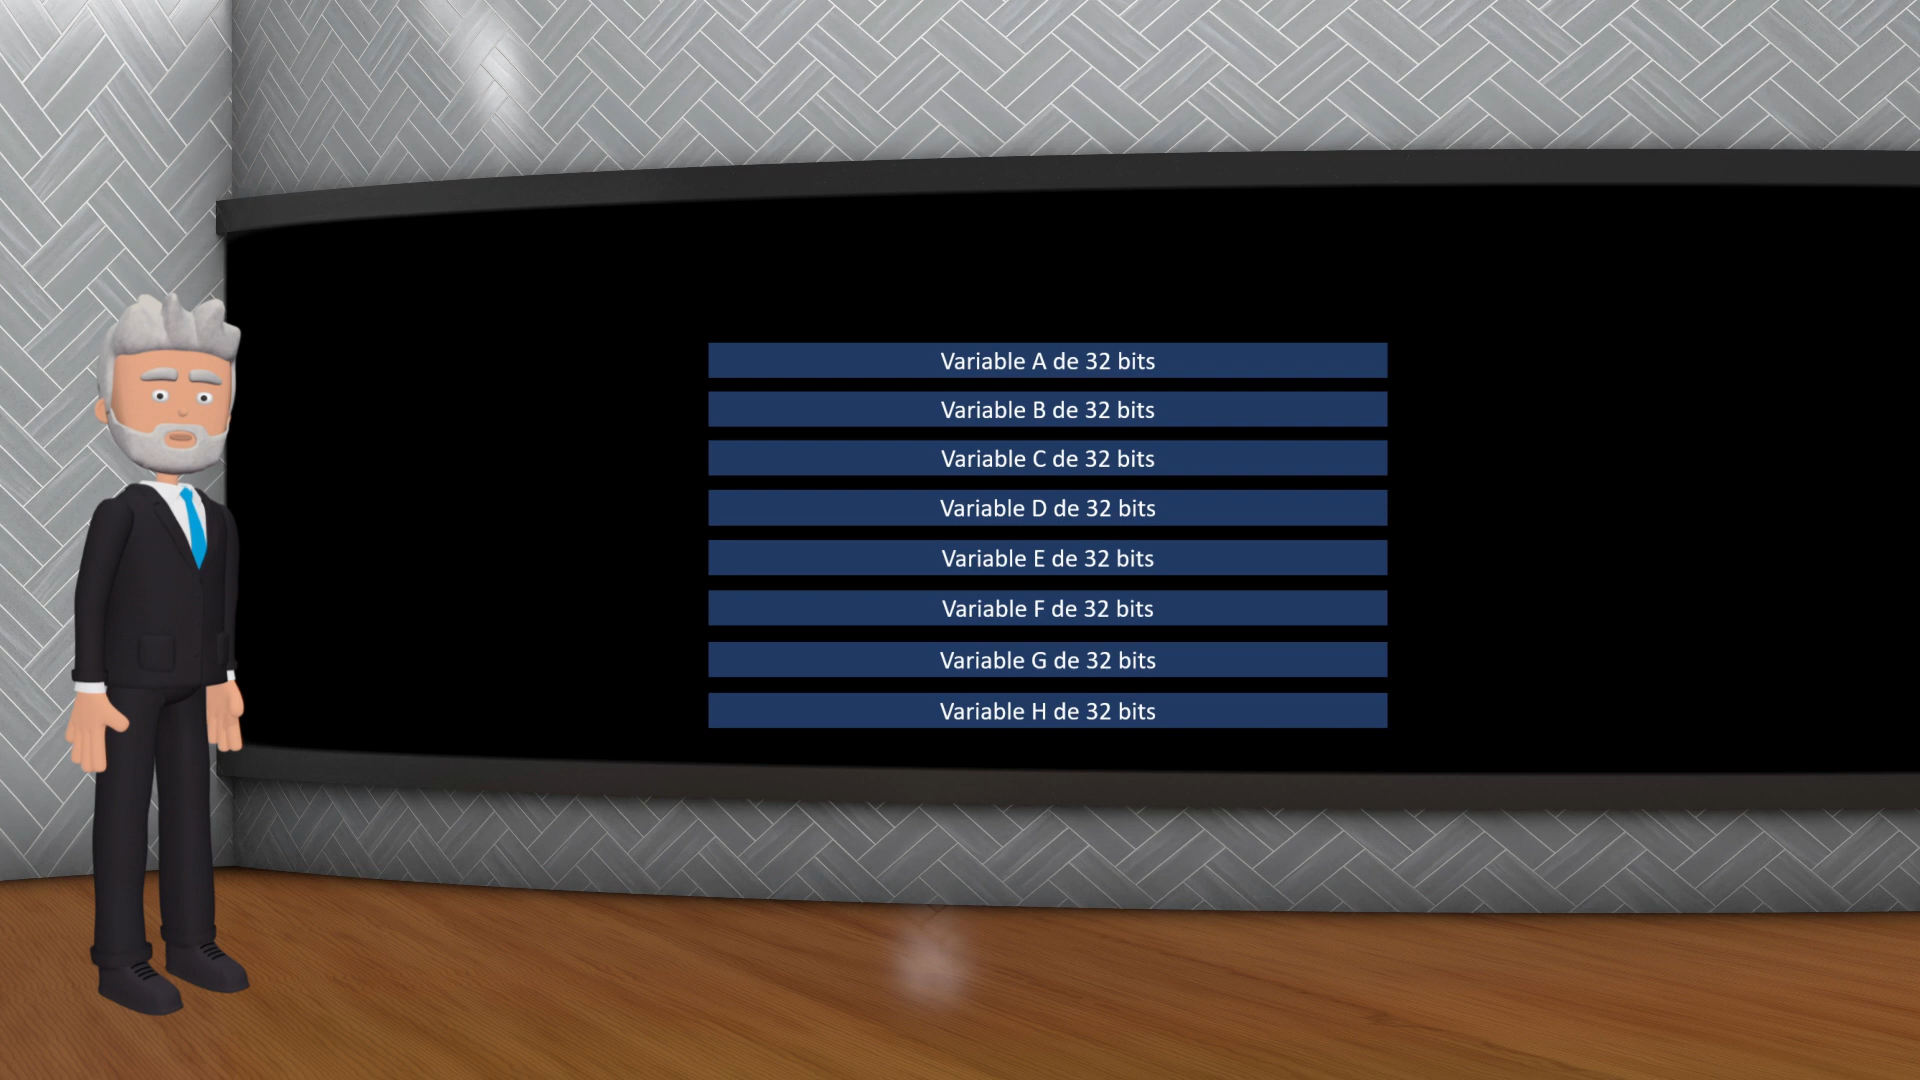 Variable A de 32 bits
Variable B de 32 bits
Variable C de 32 bits
Variable D de 32 bits
Variable E de 32 bits
Variable F de 32 bits
Variable G de 32 bits
Variable H de 32 bits